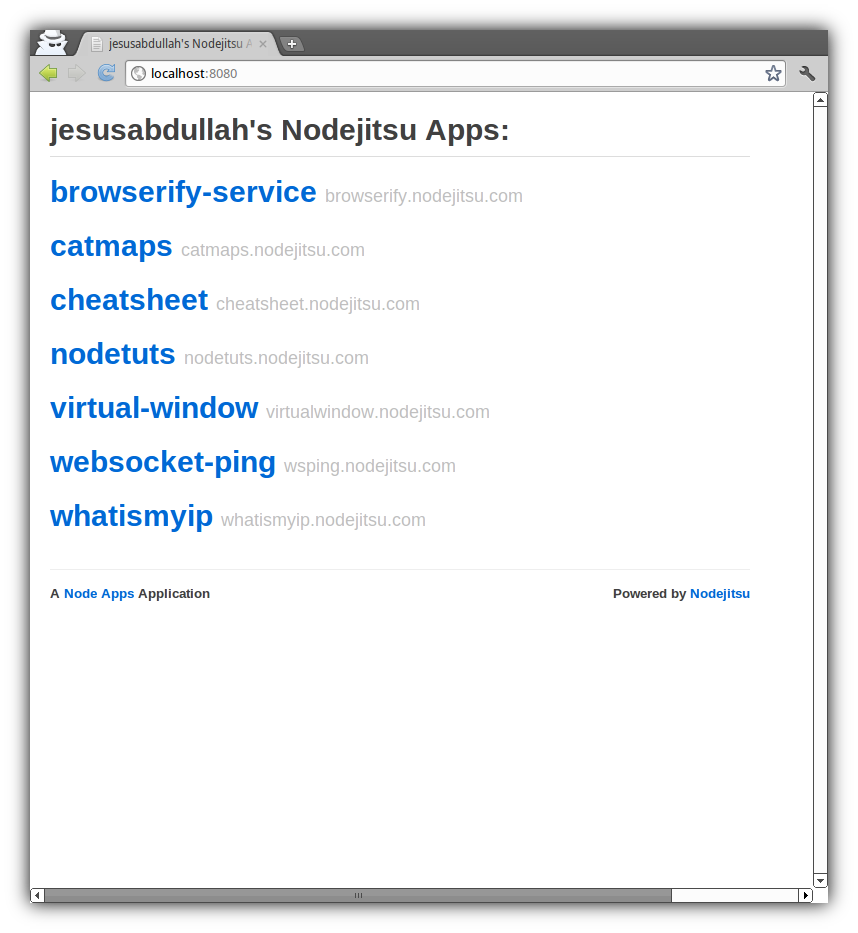 jesusabdullah's Nodejitsu A
localhost:8080
jesusabdullah's Nodejitsu Apps:
browserify-service browserify.nodejitsu.com
catmaps catmaps.nodejitsu.com
cheatsheet cheatsheet.nodejitsu.com
nodetuts nodetuts.nodejitsu.com
virtual-window virtualwindow.nodejitsu.com
websocket-ping wsping.nodejitsu.com
whatismyip whatismyip.nodejitsu.com
A Node Apps Application Powered by Nodejitsu